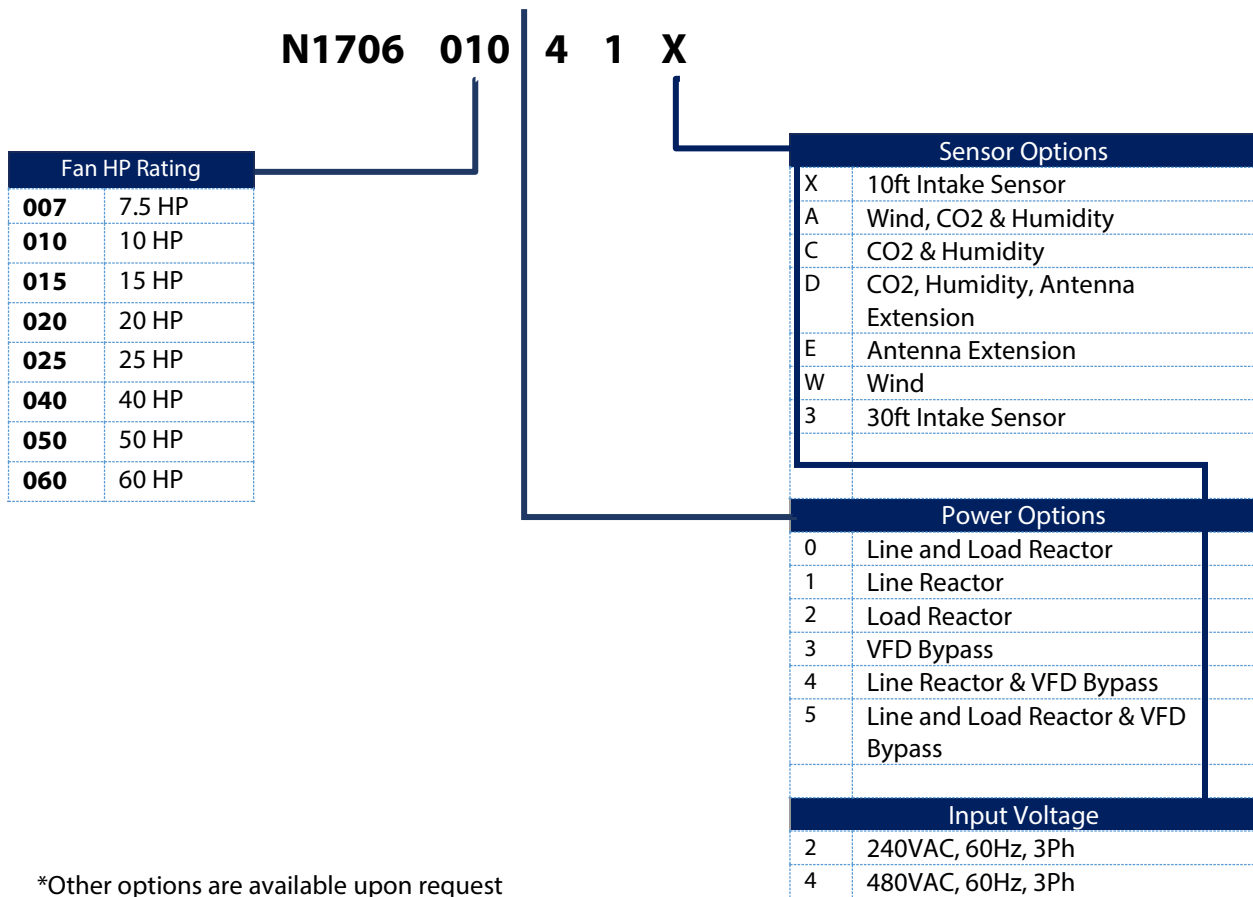 N1706 010 4 1 X
Fan HP Rating
007 7.5 HP
010 10 HP
015 15 HP
020 20 HP
025 25 HP
040 40 HP
050 50 HP
060 60 HP
Sensor Options
X 10ft Intake Sensor
A Wind, CO2 & Humidity
C CO2 & Humidity
D CO2, Humidity, Antenna
Extension
E Antenna Extension
W Wind
3 30ft Intake Sensor
Power Options
0 Line and Load Reactor
1 Line Reactor
2 Load Reactor
3 VFD Bypass
4 Line Reactor & VFD Bypass
5 Line and Load Reactor & VFD
Bypass
Input Voltage
2 240VAC, 60Hz, 3Ph
4 480VAC, 60Hz, 3Ph
*Other options are available upon request